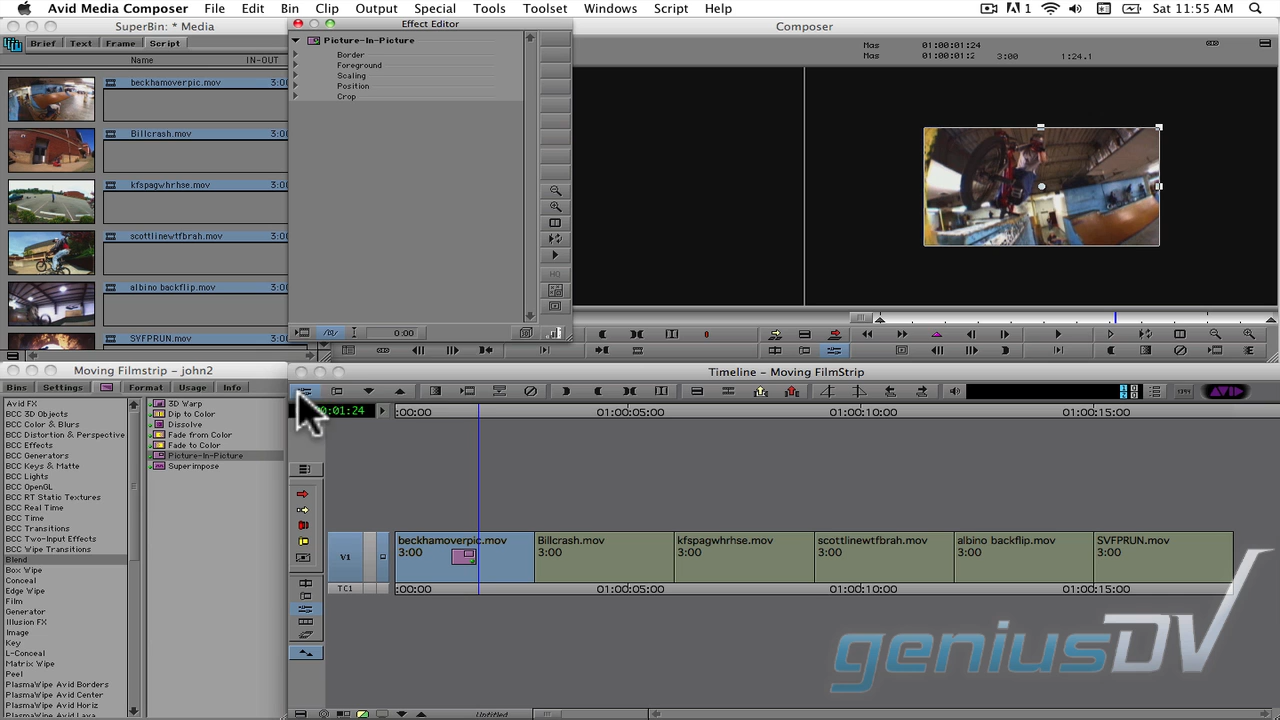 Avid Media Composer File Edit Bin Clip Output Special Tools Toolset Windows Script Help
1 Sat 11:55 AM
SuperBin: * Media
Brief Text Frame Script
Name IN-OUT
beckhamoverpic.mov 3:00
Billcrash.mov 3:00
kfspagwhrhse.mov 3:00
scottlinewtfbrah.mov 3:00
albino backflip.mov 3:00
SVFPRUN.mov 3:00
Effect Editor
Picture-In-Picture
Border
Foreground
Scaling
Position
Crop
HQ
0:00
Composer
Mas 01:00:01:24
Mas 01:00:01:2 3:00 1:24.1
Moving Filmstrip - john2
Bins Settings Format Usage Info
Avid FX
BCC 3D Objects
BCC Color & Blurs
BCC Distortion & Perspective
BCC Effects
BCC Generators
BCC Keys & Matte
BCC Lights
BCC OpenGL
BCC RT Static Textures
BCC Real Time
BCC Time
BCC Transitions
BCC Two-Input Effects
BCC Wipe Transitions
Blend
Box Wipe
Conceal
Edge Wipe
Film
Generator
Illusion FX
Image
Key
L-Conceal
Matrix Wipe
Peel
PlasmaWipe Avid Borders
PlasmaWipe Avid Center
PlasmaWipe Avid Horiz
PlasmaWipe Avid Lava
3D Warp
Dip to Color
Dissolve
Fade from Color
Fade to Color
Picture-In-Picture
Superimpose
Timeline - Moving FilmStrip
AVID
0:01:24
:00:00 01:00:05:00 01:00:10:00 01:00:15:00
V1
beckhamoverpic.mov 3:00
Billcrash.mov 3:00
kfspagwhrhse.mov 3:00
scottlinewtfbrah.mov 3:00
albino backflip.mov 3:00
SVFPRUN.mov 3:00
TC1 :00:00 01:00:05:00 01:00:10:00 01:00:15:00
Untitled
geniusDV